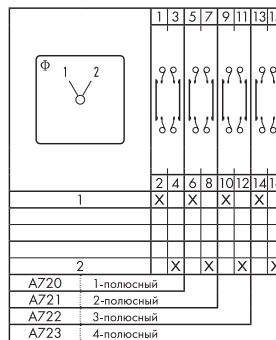 1 3 5 7 9 11 13
Ф
1 2
2 4 6 8 10 12 14
1 X X X X
2 X X X X
A720 1-полюсный
A721 2-полюсный
A722 3-полюсный
A723 4-полюсный